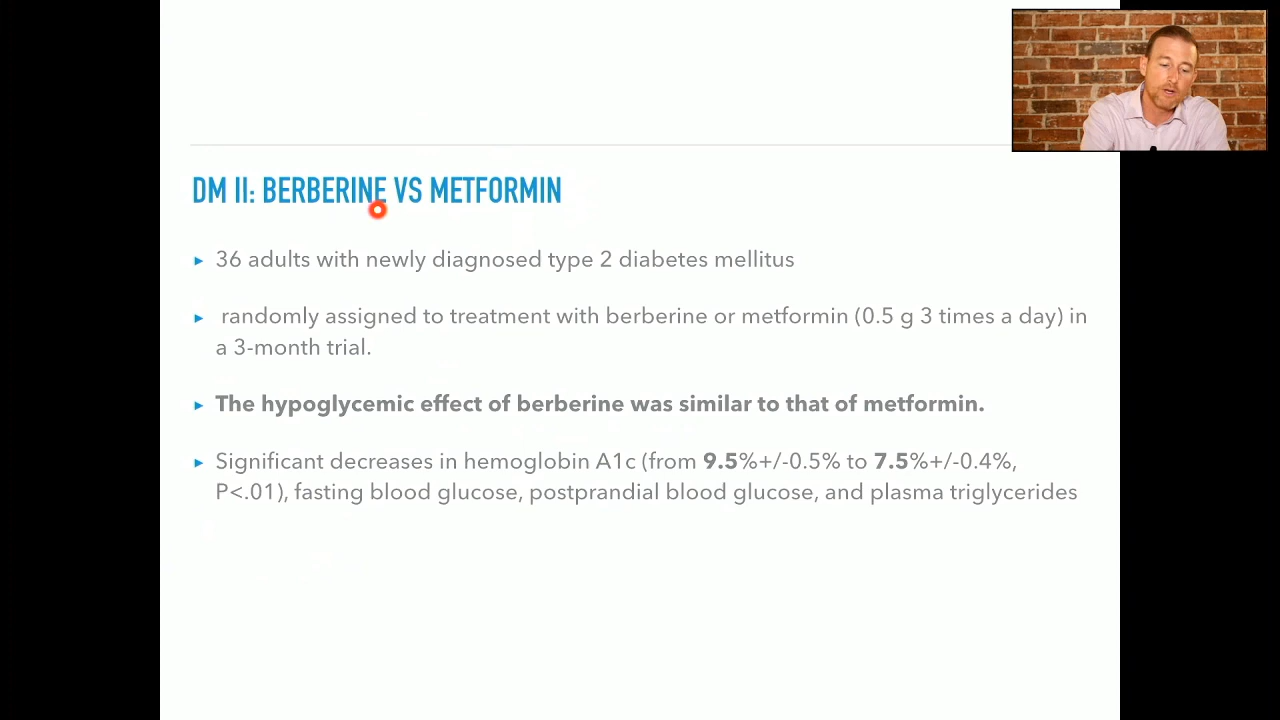 DM II: BERBERINE VS METFORMIN
▸ 36 adults with newly diagnosed type 2 diabetes mellitus
▸ randomly assigned to treatment with berberine or metformin (0.5 g 3 times a day) in
a 3-month trial.
▸ The hypoglycemic effect of berberine was similar to that of metformin.
▸ Significant decreases in hemoglobin A1c (from 9.5%+/-0.5% to 7.5%+/-0.4%,
P<.01), fasting blood glucose, postprandial blood glucose, and plasma triglycerides